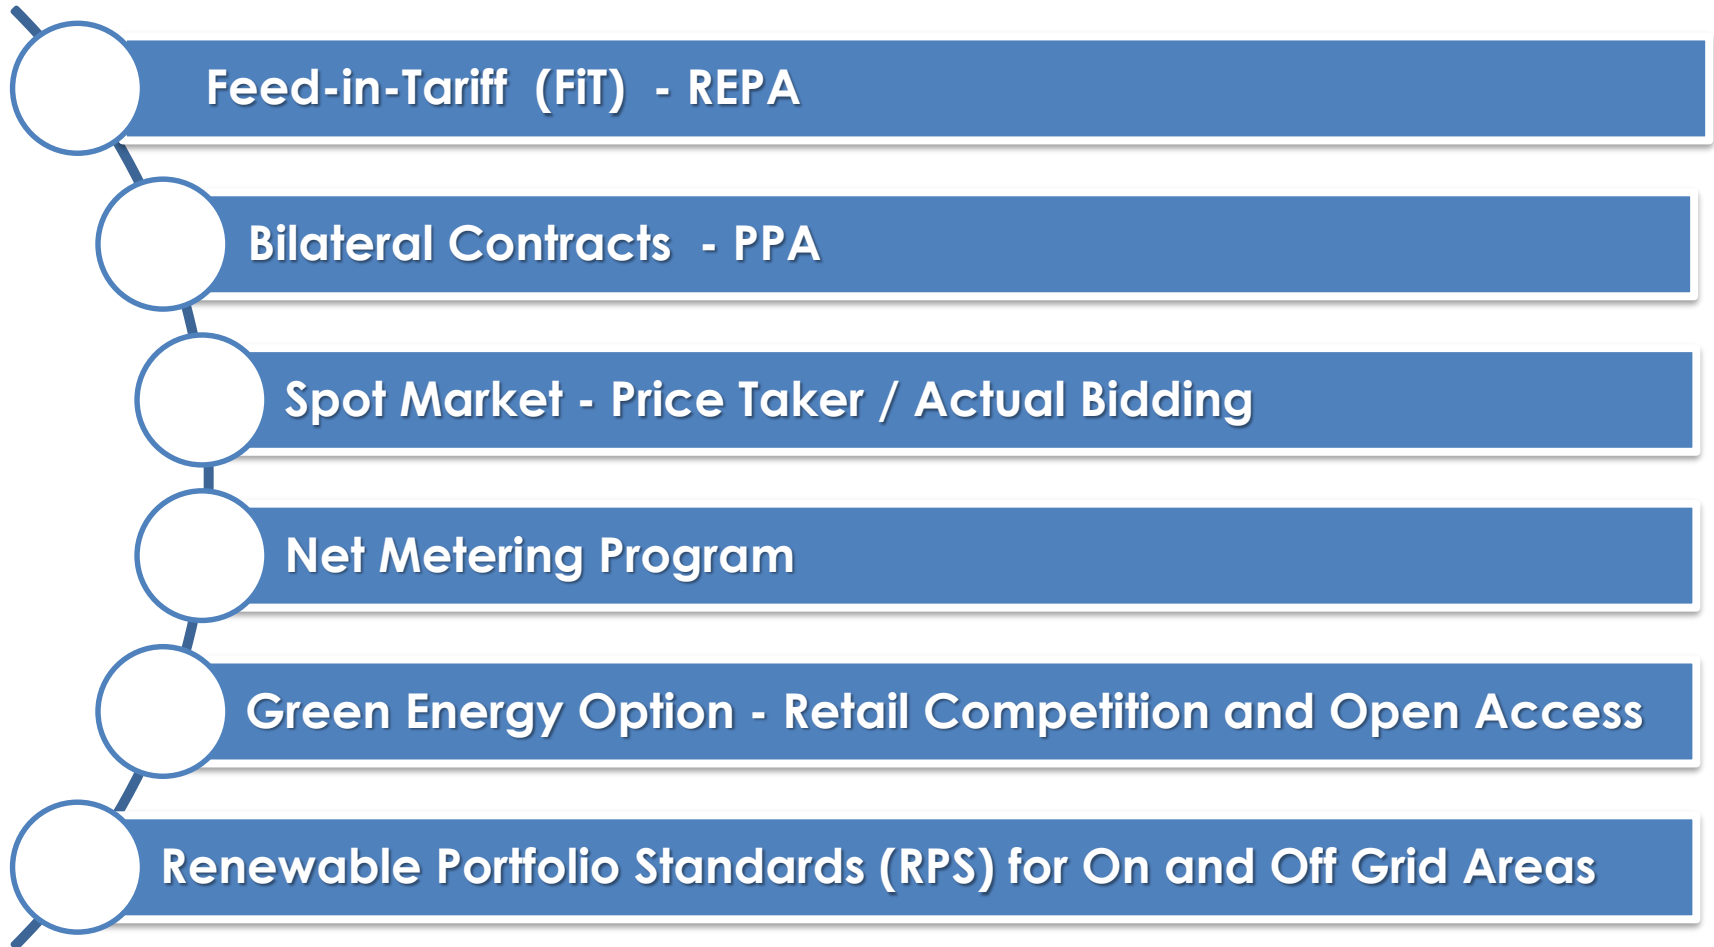 Feed-in-Tariff (FiT) - REPA
Bilateral Contracts - PPA
Spot Market - Price Taker / Actual Bidding
Net Metering Program
Green Energy Option - Retail Competition and Open Access
Renewable Portfolio Standards (RPS) for On and Off Grid Areas